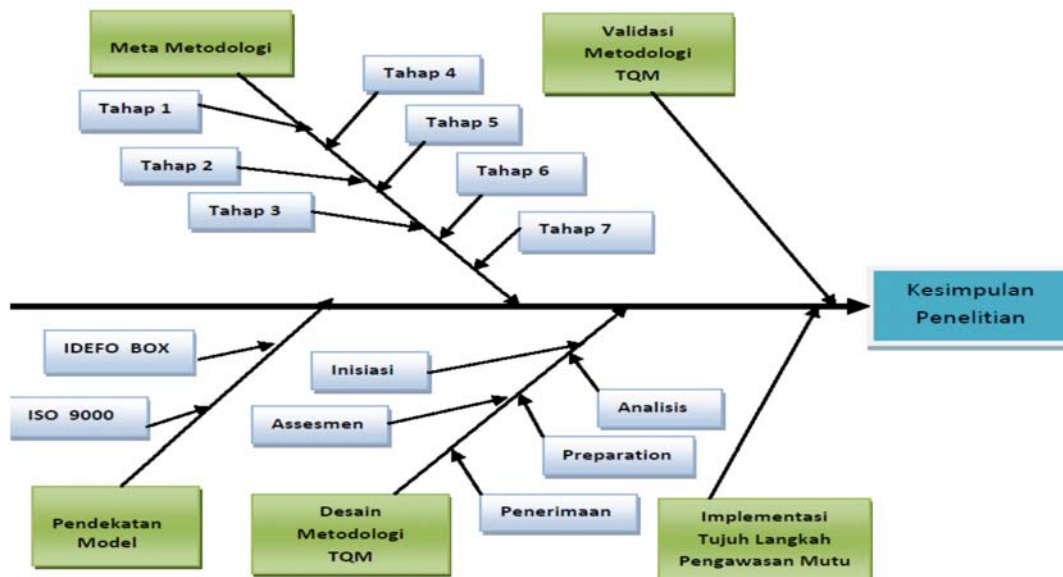 Meta Metodologi
Validasi
Metodologi
TQM
Tahap 4
Tahap 1
Tahap 5
Tahap 2
Tahap 6
Tahap 3
Tahap 7
Kesimpulan
Penelitian
IDEFO BOX
Inisiasi
ISO 9000
Analisis
Assesmen
Preparation
Penerimaan
Pendekatan
Model
Desain
Metodologi
TQM
Implementasi
Tujuh Langkah
Pengawasan Mutu